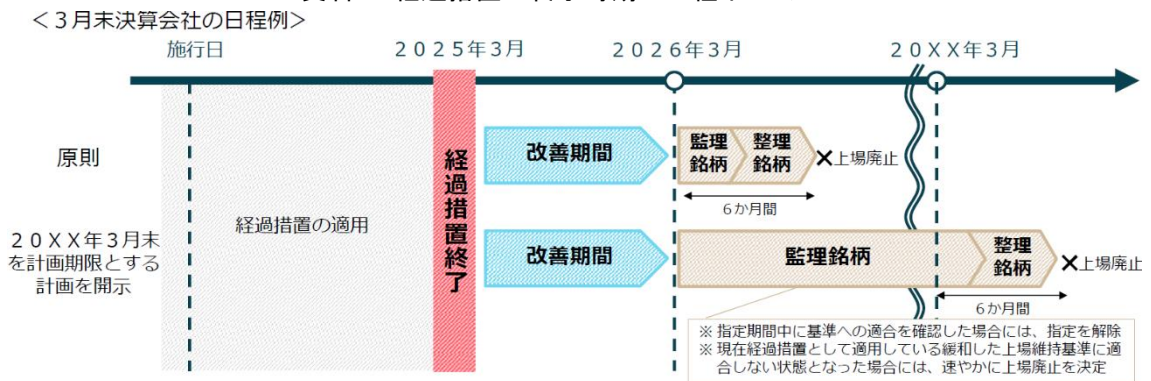 ＜３月末決算会社の日程例＞
施行日
２０２５年３月
２０２６年３月
２０ＸＸ年３月
原則
経過措置の適用
経過措置終了
改善期間
監理
銘柄
整理
銘柄
×上場廃止
６か月間
２０ＸＸ年３月末
を計画期限とする
計画を開示
改善期間
監理銘柄
整理
銘柄
×上場廃止
６か月間
※ 指定期間中に基準への適合を確認した場合には、指定を解除
※ 現在経過措置として適用している緩和した上場維持基準に適
合しない状態となった場合には、速やかに上場廃止を決定